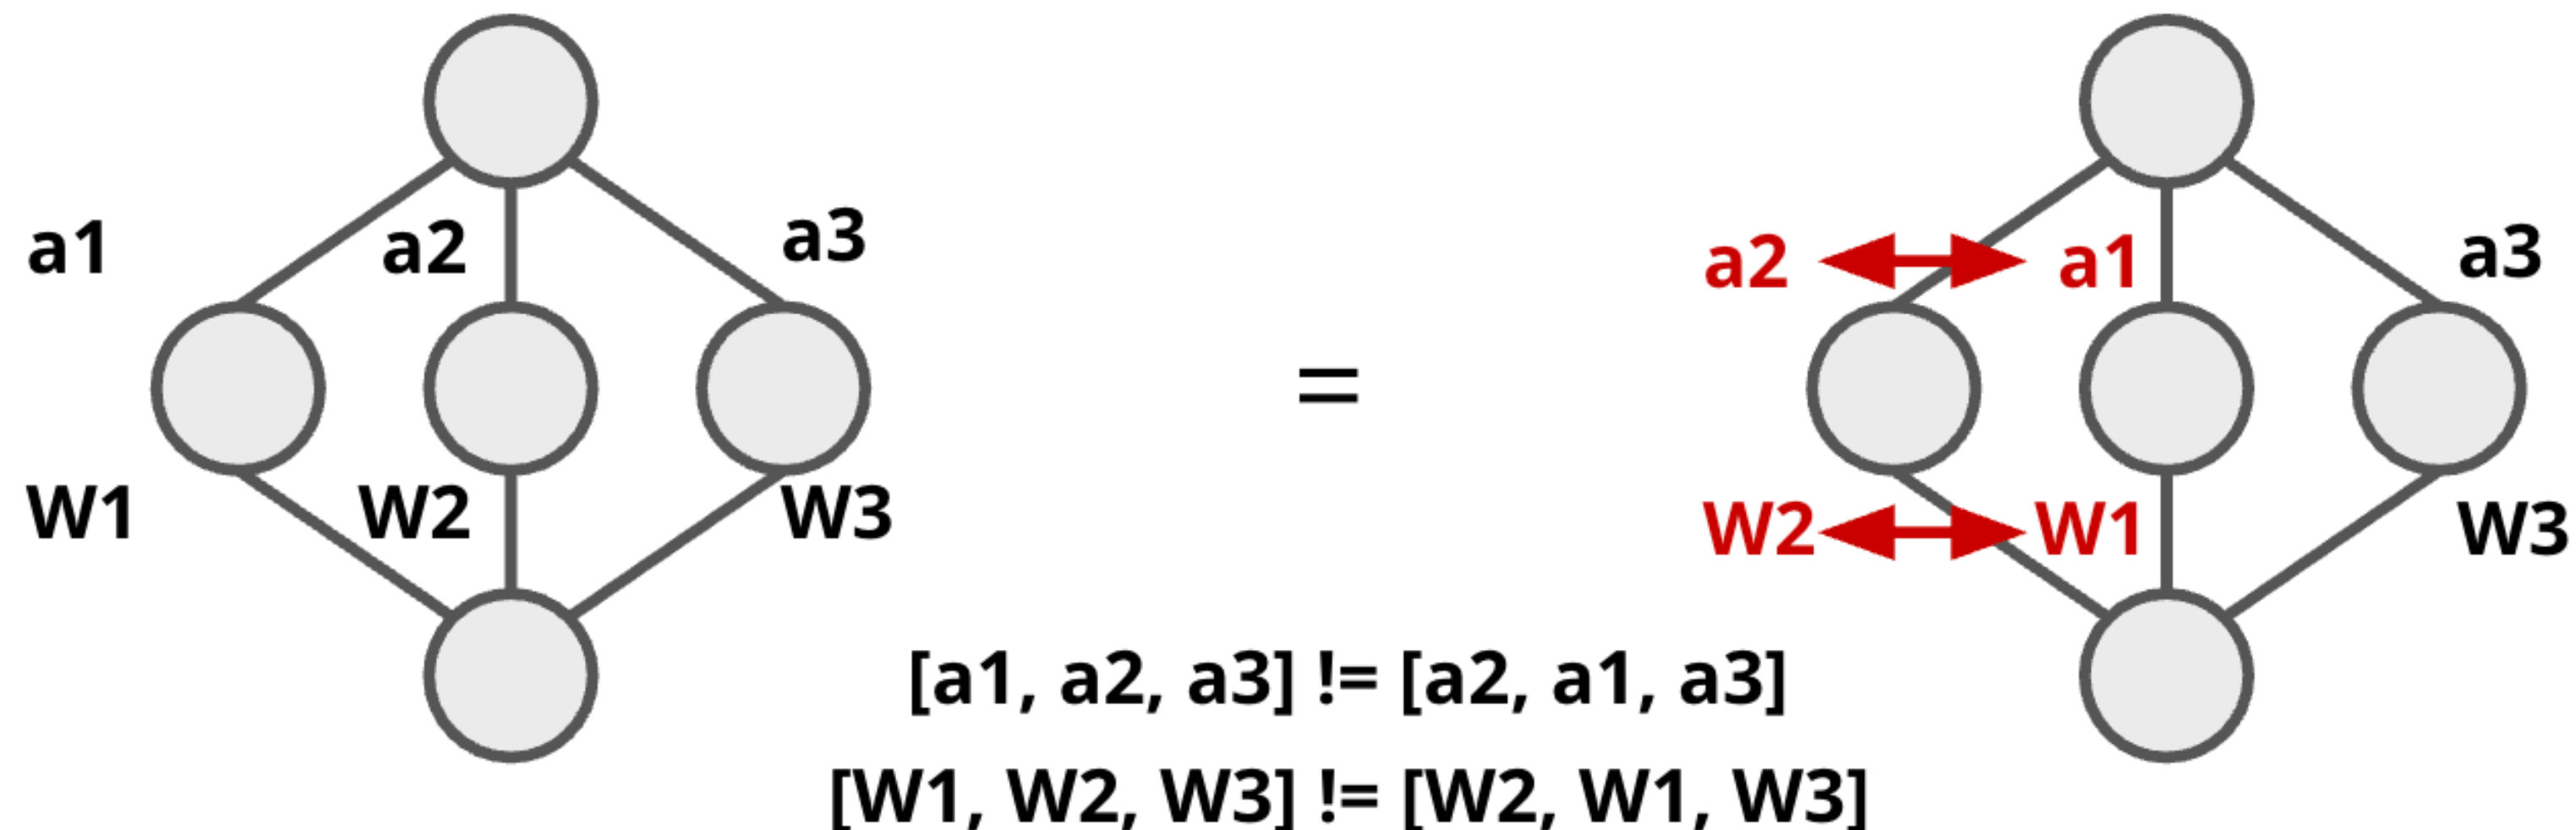 a1 a2 a3
W1 W2 W3
=
a2 a1 a3
W2 W1 W3
[a1, a2, a3] != [a2, a1, a3]
[W1, W2, W3] != [W2, W1, W3]